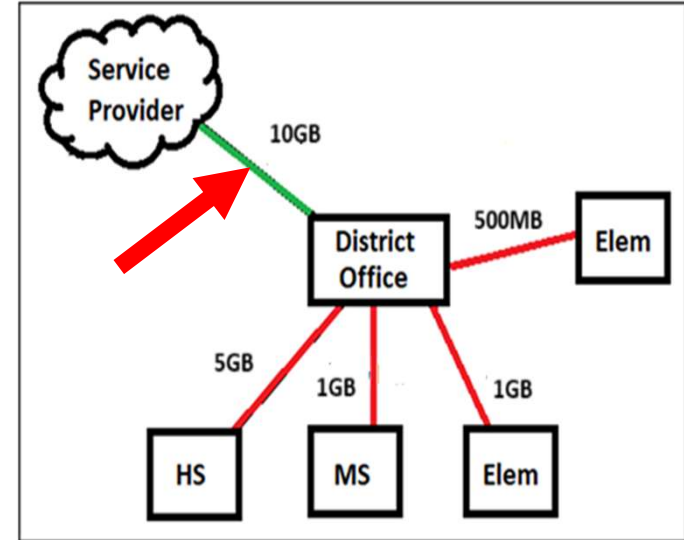 Service
Provider
10GB
500MB
District
Office
Elem
5GB
1GB
1GB
HS
MS
Elem